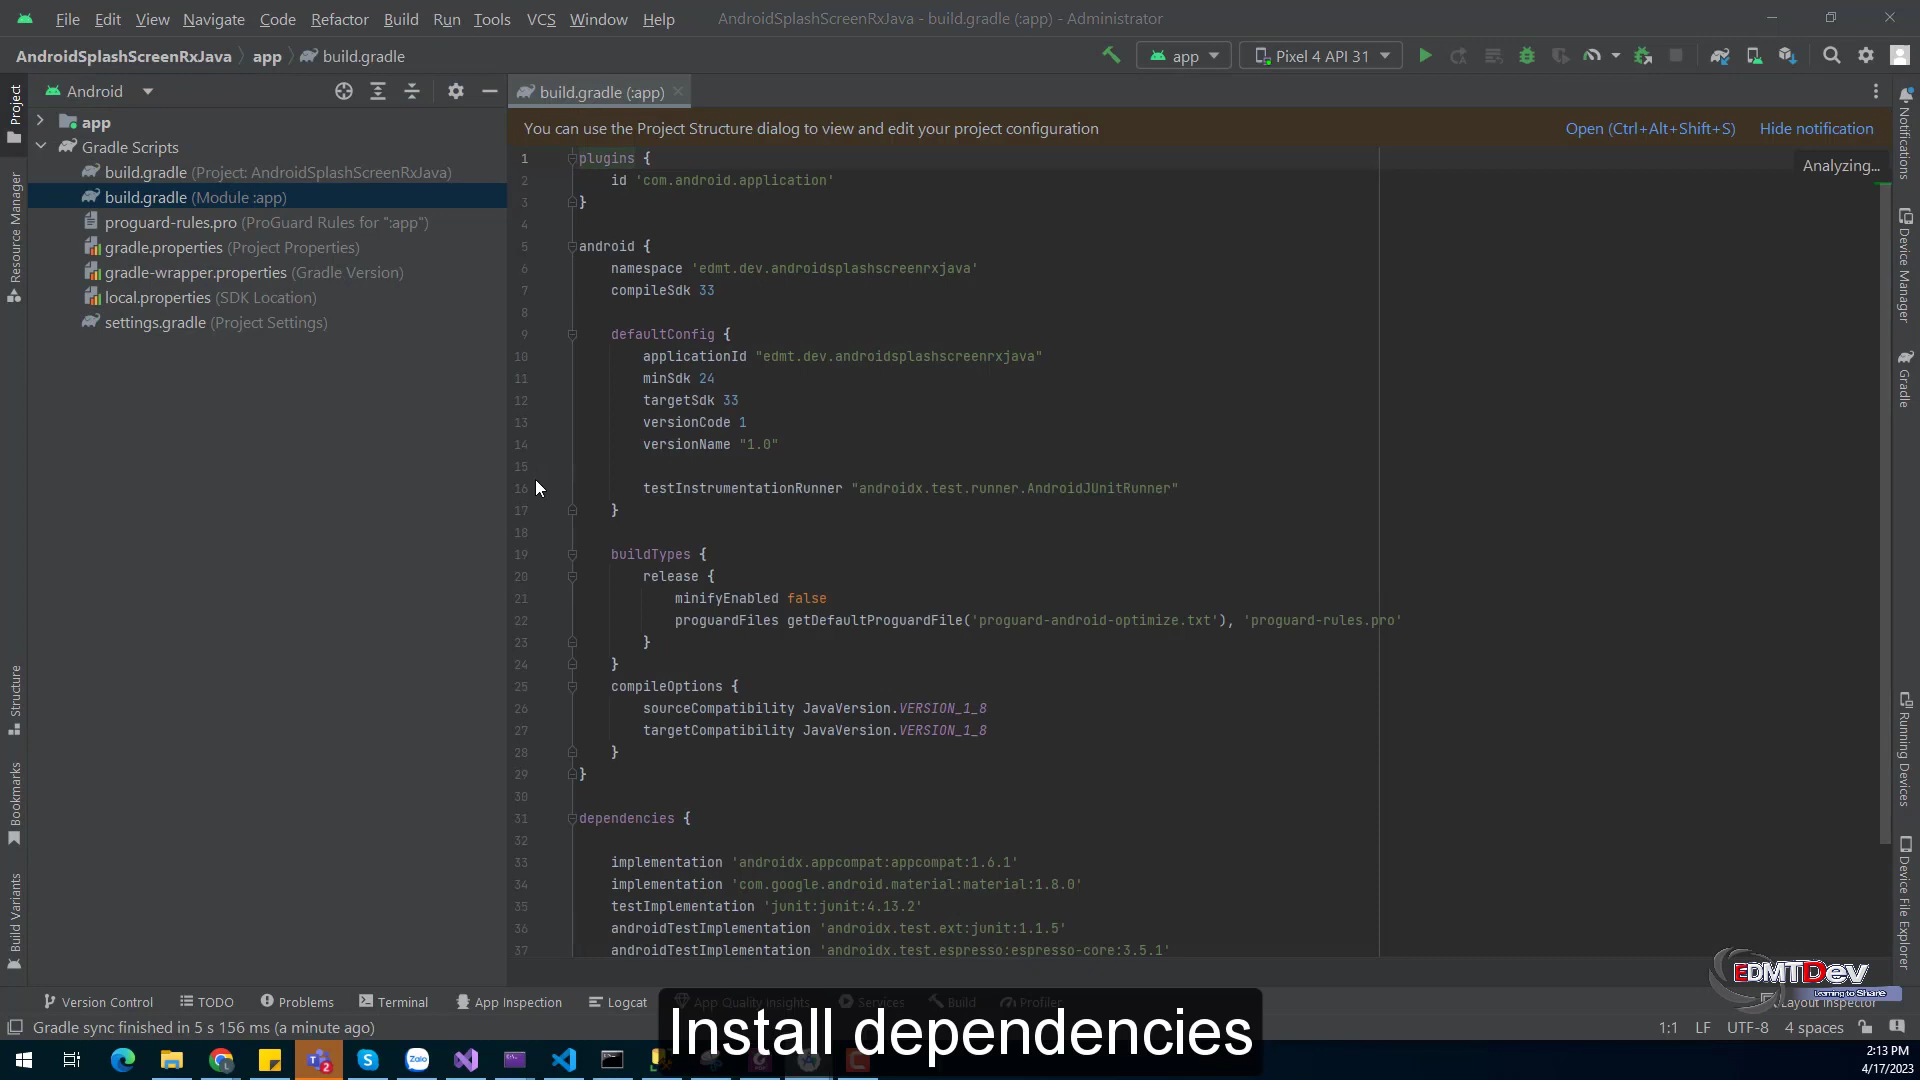 File Edit View Navigate Code Refactor Build Run Tools VCS Window Help AndroidSplashScreenRxJava - build.gradle (:app) - Administrator
AndroidSplashScreenRxJava app build.gradle app Pixel 4 API 31
Android build.gradle (:app)
You can use the Project Structure dialog to view and edit your project configuration Open (Ctrl+Alt+Shift+S) Hide notification
Analyzing...
app
Gradle Scripts
build.gradle (Project: AndroidSplashScreenRxJava)
build.gradle (Module :app)
proguard-rules.pro (ProGuard Rules for ":app")
gradle.properties (Project Properties)
gradle-wrapper.properties (Gradle Version)
local.properties (SDK Location)
settings.gradle (Project Settings)
1 plugins {
2 id 'com.android.application'
3 }
4
5 android {
6 namespace 'edmt.dev.androidsplashscreenrxjava'
7 compileSdk 33
8
9 defaultConfig {
10 applicationId "edmt.dev.androidsplashscreenrxjava"
11 minSdk 24
12 targetSdk 33
13 versionCode 1
14 versionName "1.0"
15
16 testInstrumentationRunner "androidx.test.runner.AndroidJUnitRunner"
17 }
18
19 buildTypes {
20 release {
21 minifyEnabled false
22 proguardFiles getDefaultProguardFile('proguard-android-optimize.txt'), 'proguard-rules.pro'
23 }
24 }
25 compileOptions {
26 sourceCompatibility JavaVersion.VERSION_1_8
27 targetCompatibility JavaVersion.VERSION_1_8
28 }
29 }
30
31 dependencies {
32
33 implementation 'androidx.appcompat:appcompat:1.6.1'
34 implementation 'com.google.android.material:material:1.8.0'
35 testImplementation 'junit:junit:4.13.2'
36 androidTestImplementation 'androidx.test.ext:junit:1.1.5'
37 androidTestImplementation 'androidx.test.espresso:espresso-core:3.5.1'
Project
Resource Manager
Structure
Bookmarks
Build Variants
Notifications
Device Manager
Gradle
Running Devices
Device File Explorer
EDMTDev
Learning to Share
Version Control TODO Problems Terminal App Inspection Logcat App Quality Insights Services Build Profiler Layout Inspector
Gradle sync finished in 5 s 156 ms (a minute ago) 1:1 LF UTF-8 4 spaces
Install dependencies
Zalo
2:13 PM
4/17/2023